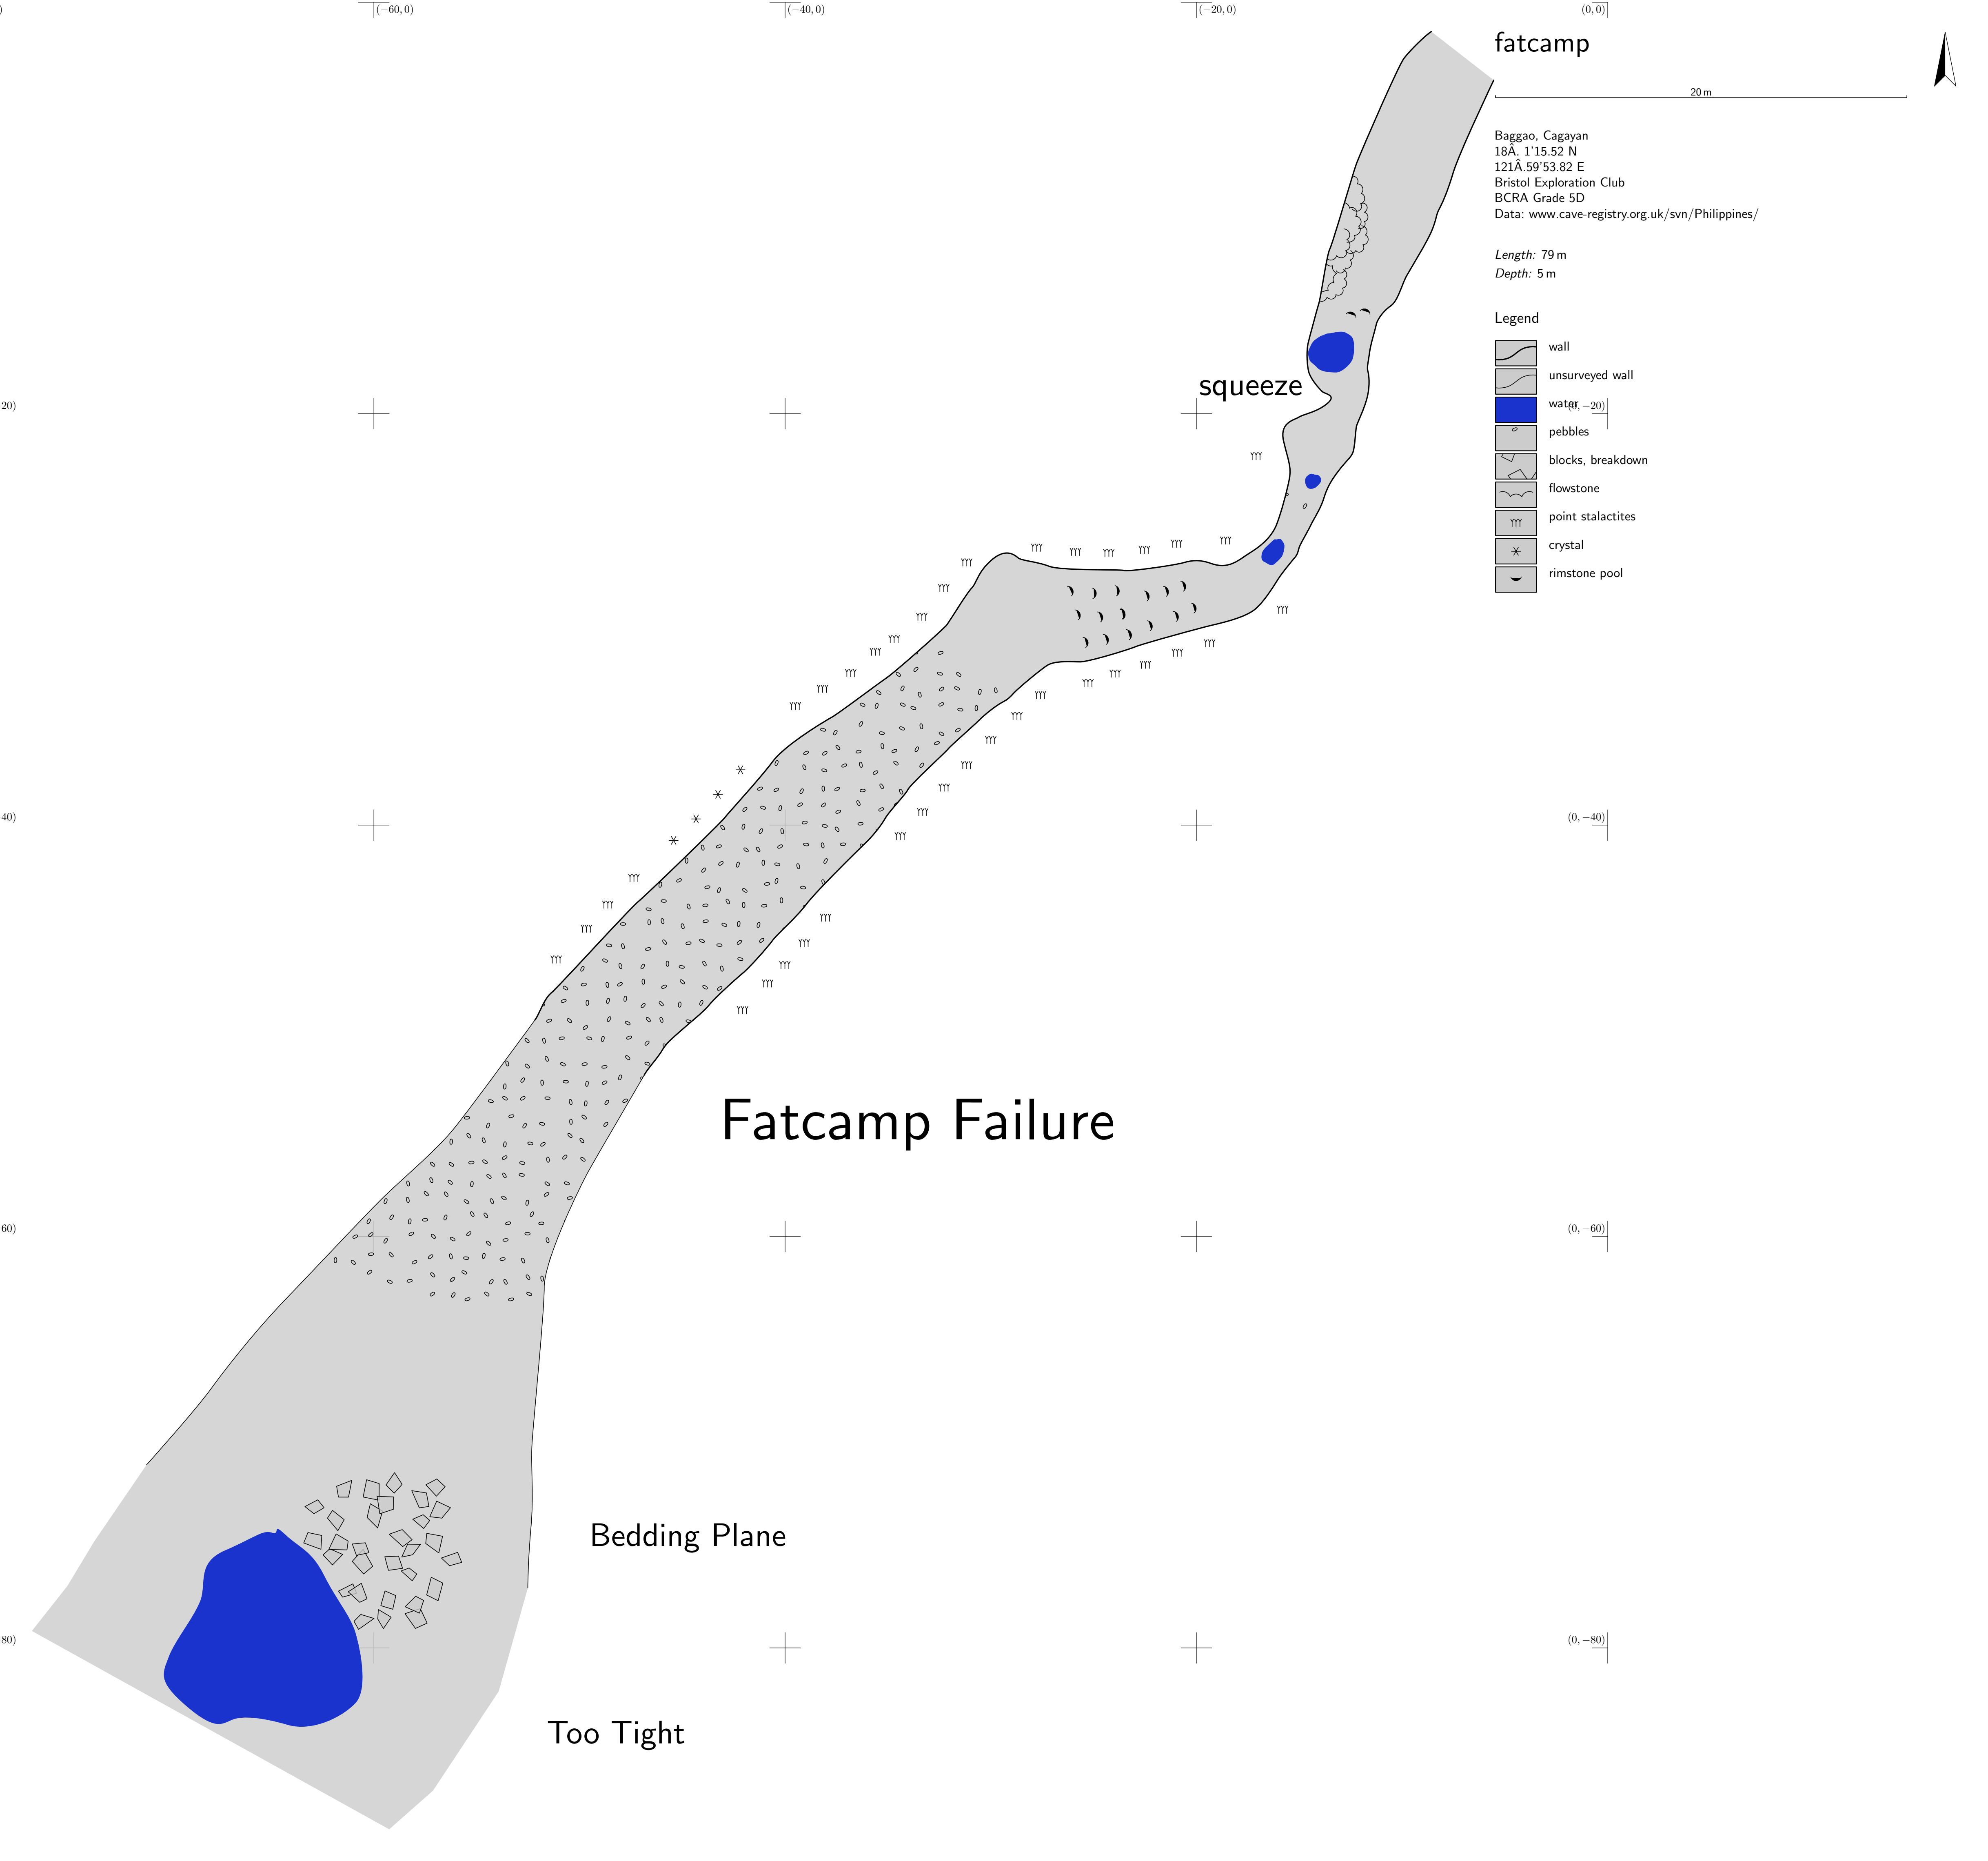 )
(−60, 0)
(−40, 0)
(−20, 0)
(0, 0)
fatcamp
20 m
Baggao, Cagayan
18Â. 1'15.52 N
121Â.59'53.82 E
Bristol Exploration Club
BCRA Grade 5D
Data: www.cave-registry.org.uk/svn/Philippines/
Length: 79 m
Depth: 5 m
Legend
wall
unsurveyed wall
water
pebbles
blocks, breakdown
flowstone
point stalactites
crystal
rimstone pool
squeeze
20)
(0, −20)
40)
(0, −40)
Fatcamp Failure
60)
(0, −60)
Bedding Plane
80)
(0, −80)
Too Tight